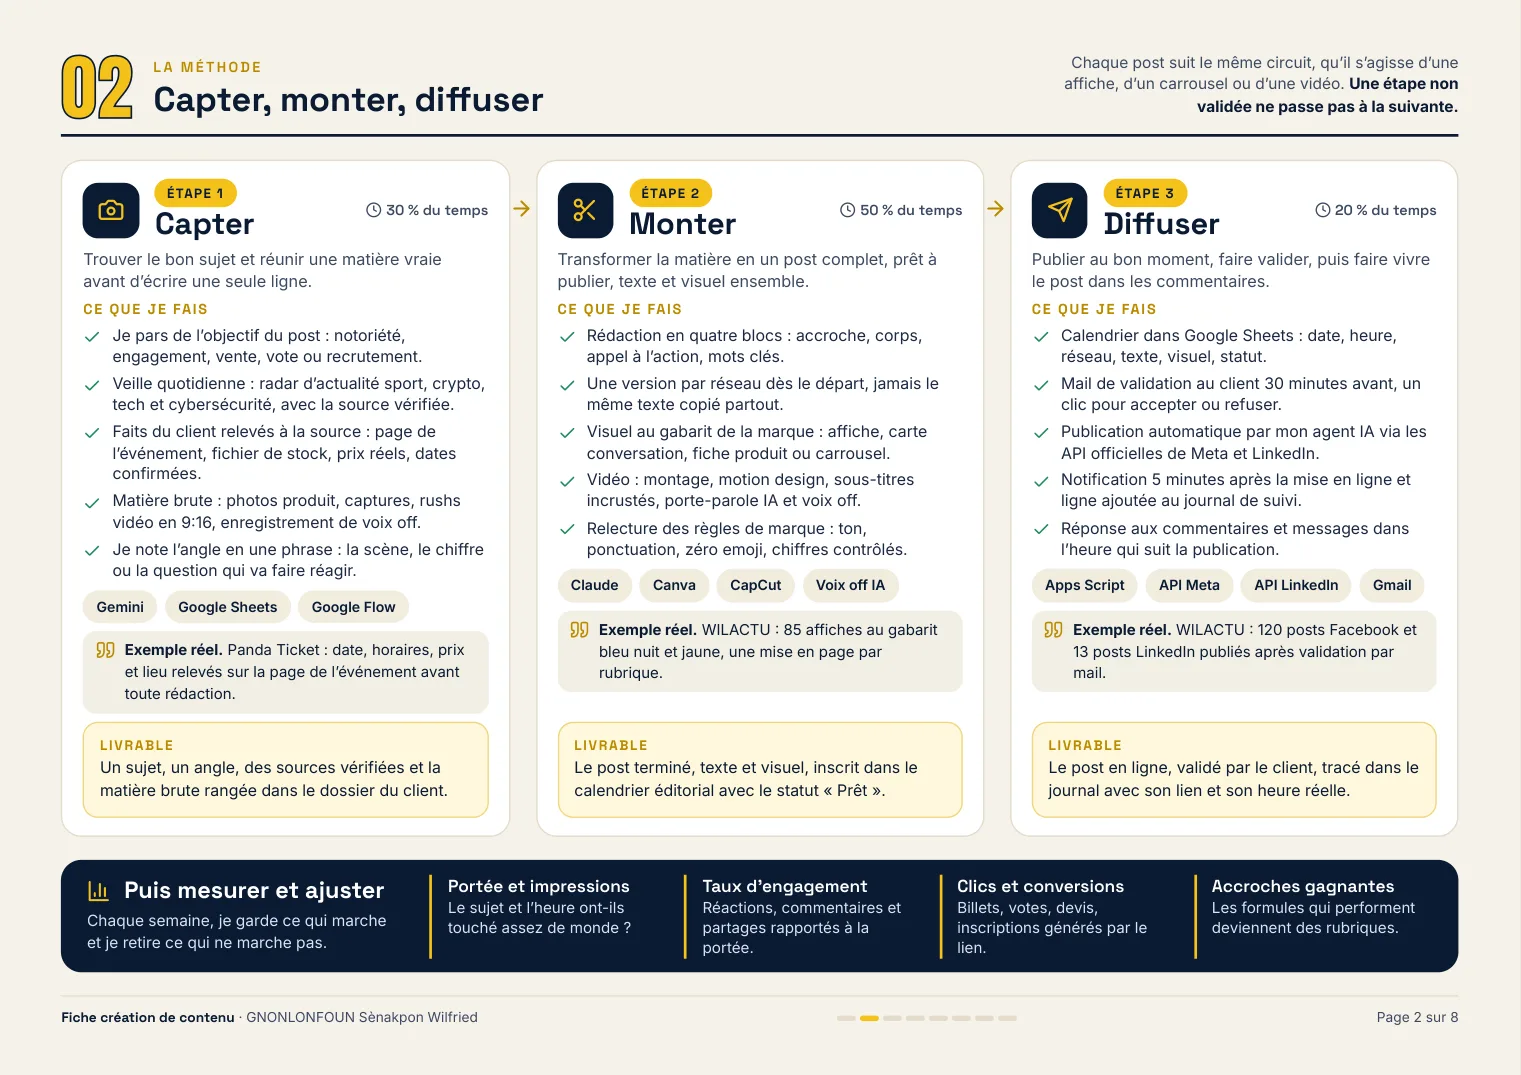 02
LA MÉTHODE
Capter, monter, diffuser
Chaque post suit le même circuit, qu’il s’agisse d’une
affiche, d’un carrousel ou d’une vidéo. Une étape non
validée ne passe pas à la suivante.
ÉTAPE 1
Capter
30 % du temps
Trouver le bon sujet et réunir une matière vraie
avant d’écrire une seule ligne.
CE QUE JE FAIS
Je pars de l’objectif du post : notoriété,
engagement, vente, vote ou recrutement.
Veille quotidienne : radar d’actualité sport, crypto,
tech et cybersécurité, avec la source vérifiée.
Faits du client relevés à la source : page de
l’événement, fichier de stock, prix réels, dates
confirmées.
Matière brute : photos produit, captures, rushs
vidéo en 9:16, enregistrement de voix off.
Je note l’angle en une phrase : la scène, le chiffre
ou la question qui va faire réagir.
Gemini
Google Sheets
Google Flow
Exemple réel. Panda Ticket : date, horaires, prix
et lieu relevés sur la page de l’événement avant
toute rédaction.
LIVRABLE
Un sujet, un angle, des sources vérifiées et la
matière brute rangée dans le dossier du client.
ÉTAPE 2
Monter
50 % du temps
Transformer la matière en un post complet, prêt à
publier, texte et visuel ensemble.
CE QUE JE FAIS
Rédaction en quatre blocs : accroche, corps,
appel à l’action, mots clés.
Une version par réseau dès le départ, jamais le
même texte copié partout.
Visuel au gabarit de la marque : affiche, carte
conversation, fiche produit ou carrousel.
Vidéo : montage, motion design, sous-titres
incrustés, porte-parole IA et voix off.
Relecture des règles de marque : ton,
ponctuation, zéro emoji, chiffres contrôlés.
Claude
Canva
CapCut
Voix off IA
Exemple réel. WILACTU : 85 affiches au gabarit
bleu nuit et jaune, une mise en page par
rubrique.
LIVRABLE
Le post terminé, texte et visuel, inscrit dans le
calendrier éditorial avec le statut « Prêt ».
ÉTAPE 3
Diffuser
20 % du temps
Publier au bon moment, faire valider, puis faire vivre
le post dans les commentaires.
CE QUE JE FAIS
Calendrier dans Google Sheets : date, heure,
réseau, texte, visuel, statut.
Mail de validation au client 30 minutes avant, un
clic pour accepter ou refuser.
Publication automatique par mon agent IA via les
API officielles de Meta et LinkedIn.
Notification 5 minutes après la mise en ligne et
ligne ajoutée au journal de suivi.
Réponse aux commentaires et messages dans
l’heure qui suit la publication.
Apps Script
API Meta
API LinkedIn
Gmail
Exemple réel. WILACTU : 120 posts Facebook et
13 posts LinkedIn publiés après validation par
mail.
LIVRABLE
Le post en ligne, validé par le client, tracé dans le
journal avec son lien et son heure réelle.
Puis mesurer et ajuster
Chaque semaine, je garde ce qui marche
et je retire ce qui ne marche pas.
Portée et impressions
Le sujet et l’heure ont-ils
touché assez de monde ?
Taux d’engagement
Réactions, commentaires et
partages rapportés à la
portée.
Clics et conversions
Billets, votes, devis,
inscriptions générés par le
lien.
Accroches gagnantes
Les formules qui performent
deviennent des rubriques.
Fiche création de contenu · GNONLONFOUN Sènakpon Wilfried
Page 2 sur 8